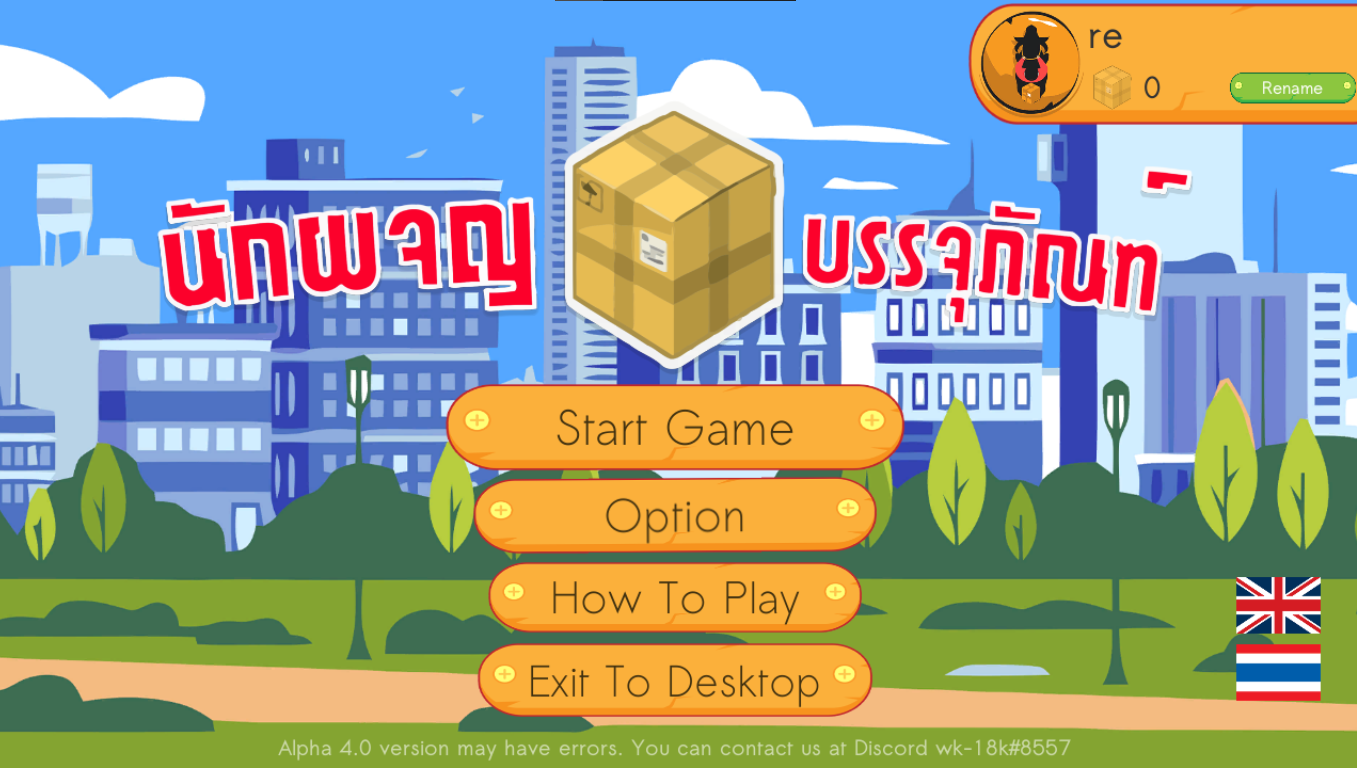 re
0 Rename
นักผจญ บรรจุภัณฑ์
Start Game
Option
How To Play
Exit To Desktop
Alpha 4.0 version may have errors. You can contact us at Discord wk-18k#8557